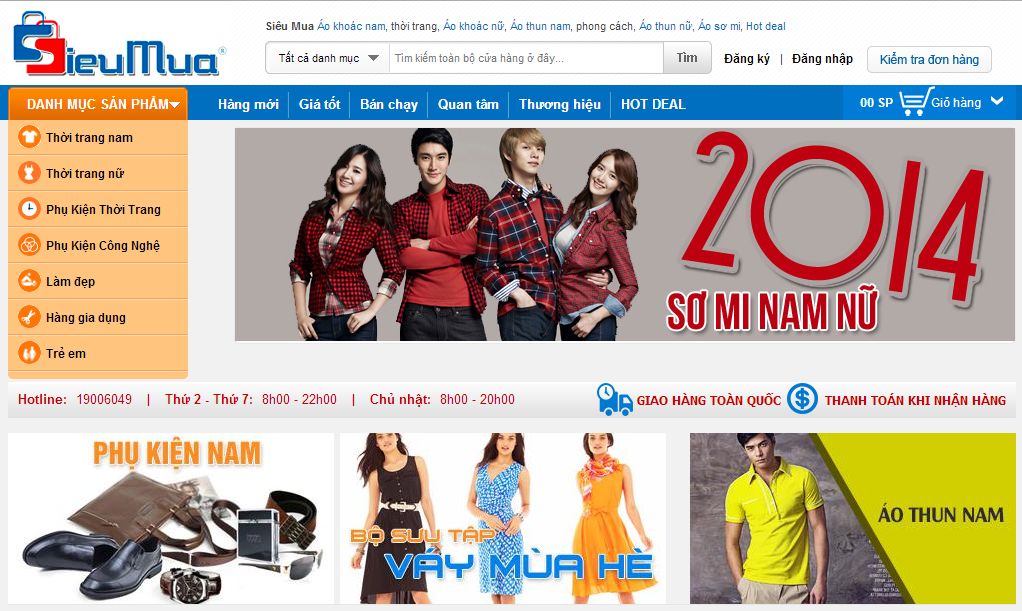 SiêuMua®
Siêu Mua Áo khoác nam, thời trang, Áo khoác nữ, Áo thun nam, phong cách, Áo thun nữ, Áo sơ mi, Hot deal
Tất cả danh mục
Tìm kiếm toàn bộ cửa hàng ở đây...
Tìm
Đăng ký | Đăng nhập
Kiểm tra đơn hàng
DANH MỤC SẢN PHẨM
Hàng mới
Giá tốt
Bán chạy
Quan tâm
Thương hiệu
HOT DEAL
00 SP
Giỏ hàng
Thời trang nam
Thời trang nữ
Phụ Kiện Thời Trang
Phụ Kiện Công Nghệ
Làm đẹp
Hàng gia dụng
Trẻ em
2014
SƠ MI NAM NỮ
Hotline: 19006049 | Thứ 2 - Thứ 7: 8h00 - 22h00 | Chủ nhật: 8h00 - 20h00
GIAO HÀNG TOÀN QUỐC
$
THANH TOÁN KHI NHẬN HÀNG
PHỤ KIỆN NAM
BỘ SƯU TẬP
VÁY MÙA HÈ
ÁO THUN NAM